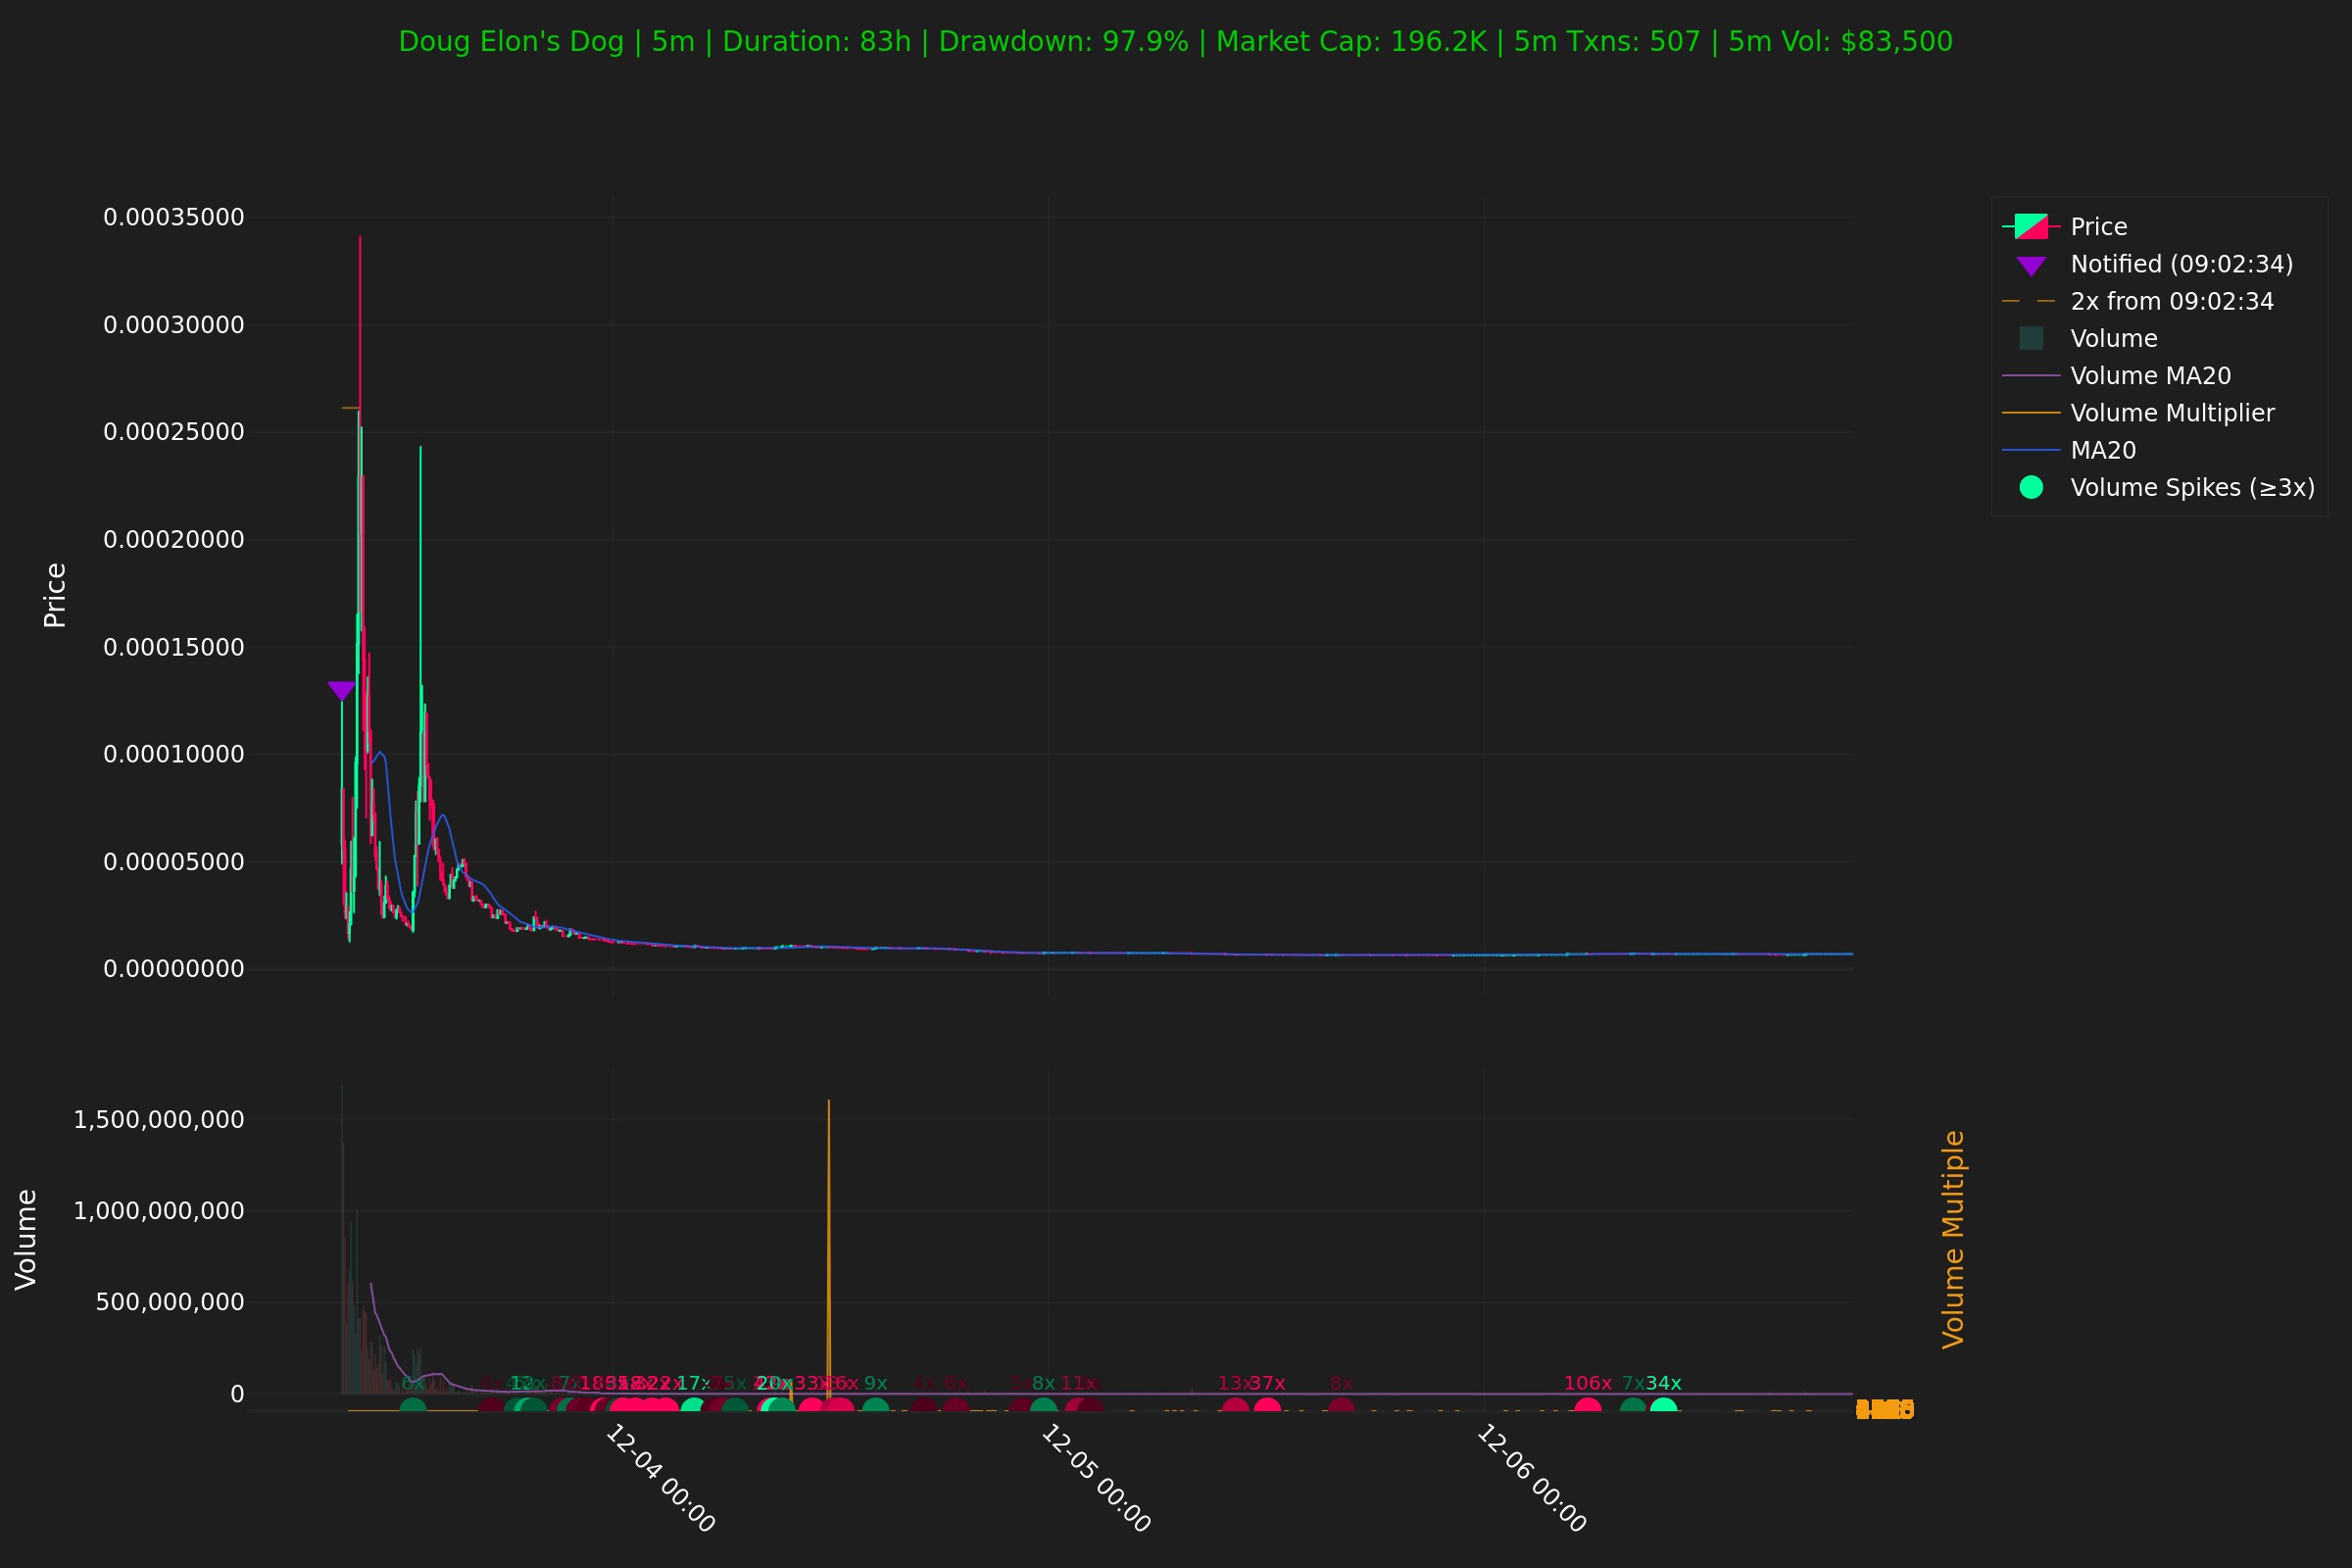 Doug Elon's Dog | 5m | Duration: 83h | Drawdown: 97.9% | Market Cap: 196.2K | 5m Txns: 507 | 5m Vol: $83,500
Price
0.00035000
0.00030000
0.00025000
0.00020000
0.00015000
0.00010000
0.00005000
0.00000000
Price
Notified (09:02:34)
2x from 09:02:34
Volume
Volume MA20
Volume Multiplier
MA20
Volume Spikes (≥3x)
Volume
1,500,000,000
1,000,000,000
500,000,000
0
Volume Multiple
6x 12x 22x 17x 20x 33x 9x 6x 8x 11x 13x 37x 8x 106x 7x 34x
12-04 00:00
12-05 00:00
12-06 00:00